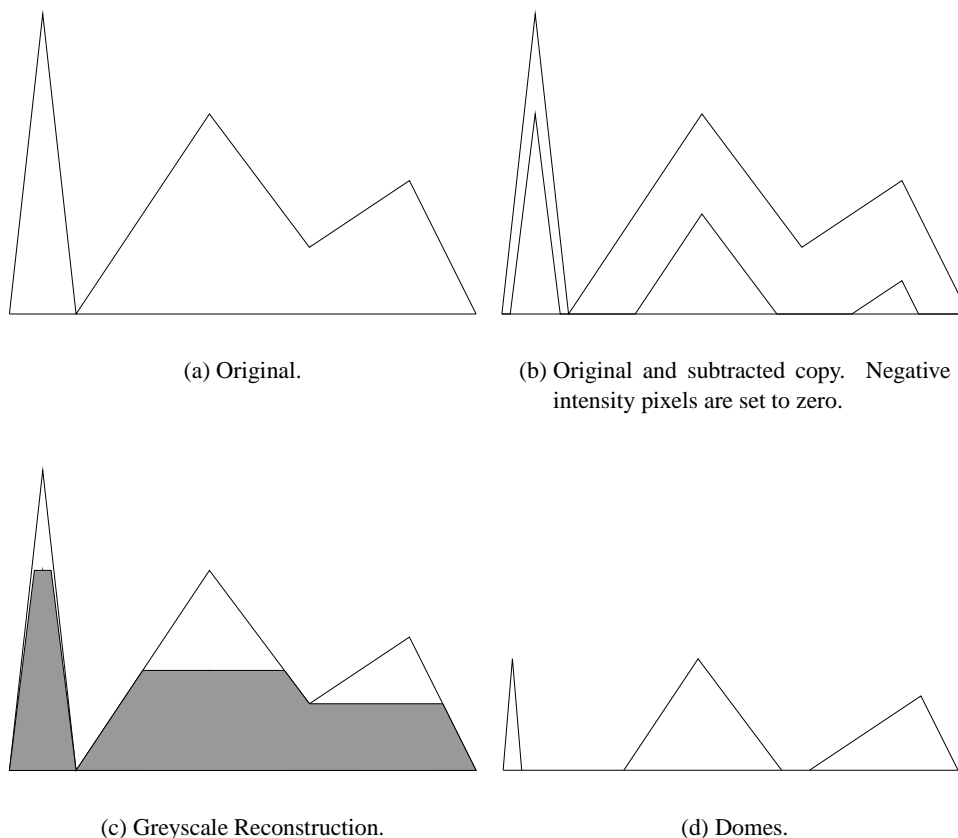 (a) Original.
(b) Original and subtracted copy. Negative
intensity pixels are set to zero.
(c) Greyscale Reconstruction.
(d) Domes.